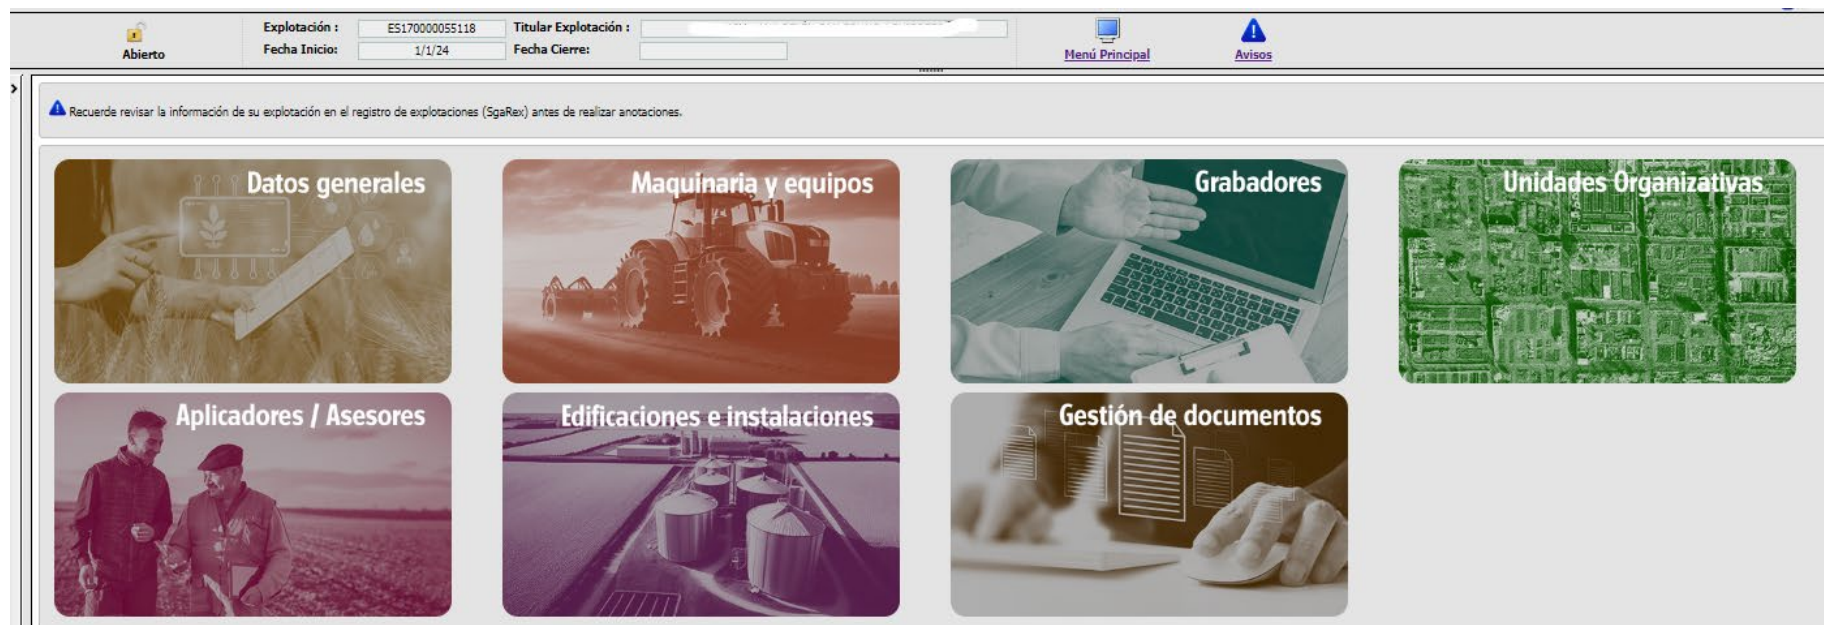 Abierto
Explotación :
ES170000055118
Titular Explotación :
Fecha Inicio:
1/1/24
Fecha Cierre:
Menú Principal
Avisos
Recuerde revisar la información de su explotación en el registro de explotaciones (SgaRex) antes de realizar anotaciones.
Datos generales
Maquinaria y equipos
Grabadores
Unidades Organizativas
Aplicadores / Asesores
Edificaciones e instalaciones
Gestión de documentos